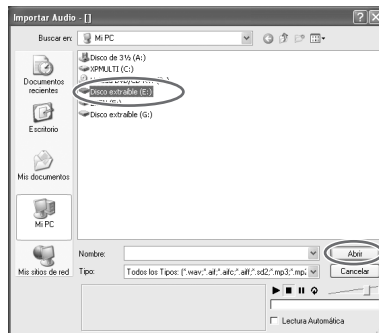 Importar Audio - []
Buscar en: Mi PC
Disco de 3½ (A:)
XPMULTI (C:)
Disco extraíble (E:)
Disco extraíble (G:)
Documentos recientes
Escritorio
Mis documentos
Mi PC
Mis sitios de red
Nombre:
Abrir
Tipo: Todos los Tipos: (*.wav;*.aif;*.aifc;*.aiff;*.sd2;*.mp3;*.mp
Cancelar
Lectura Automática